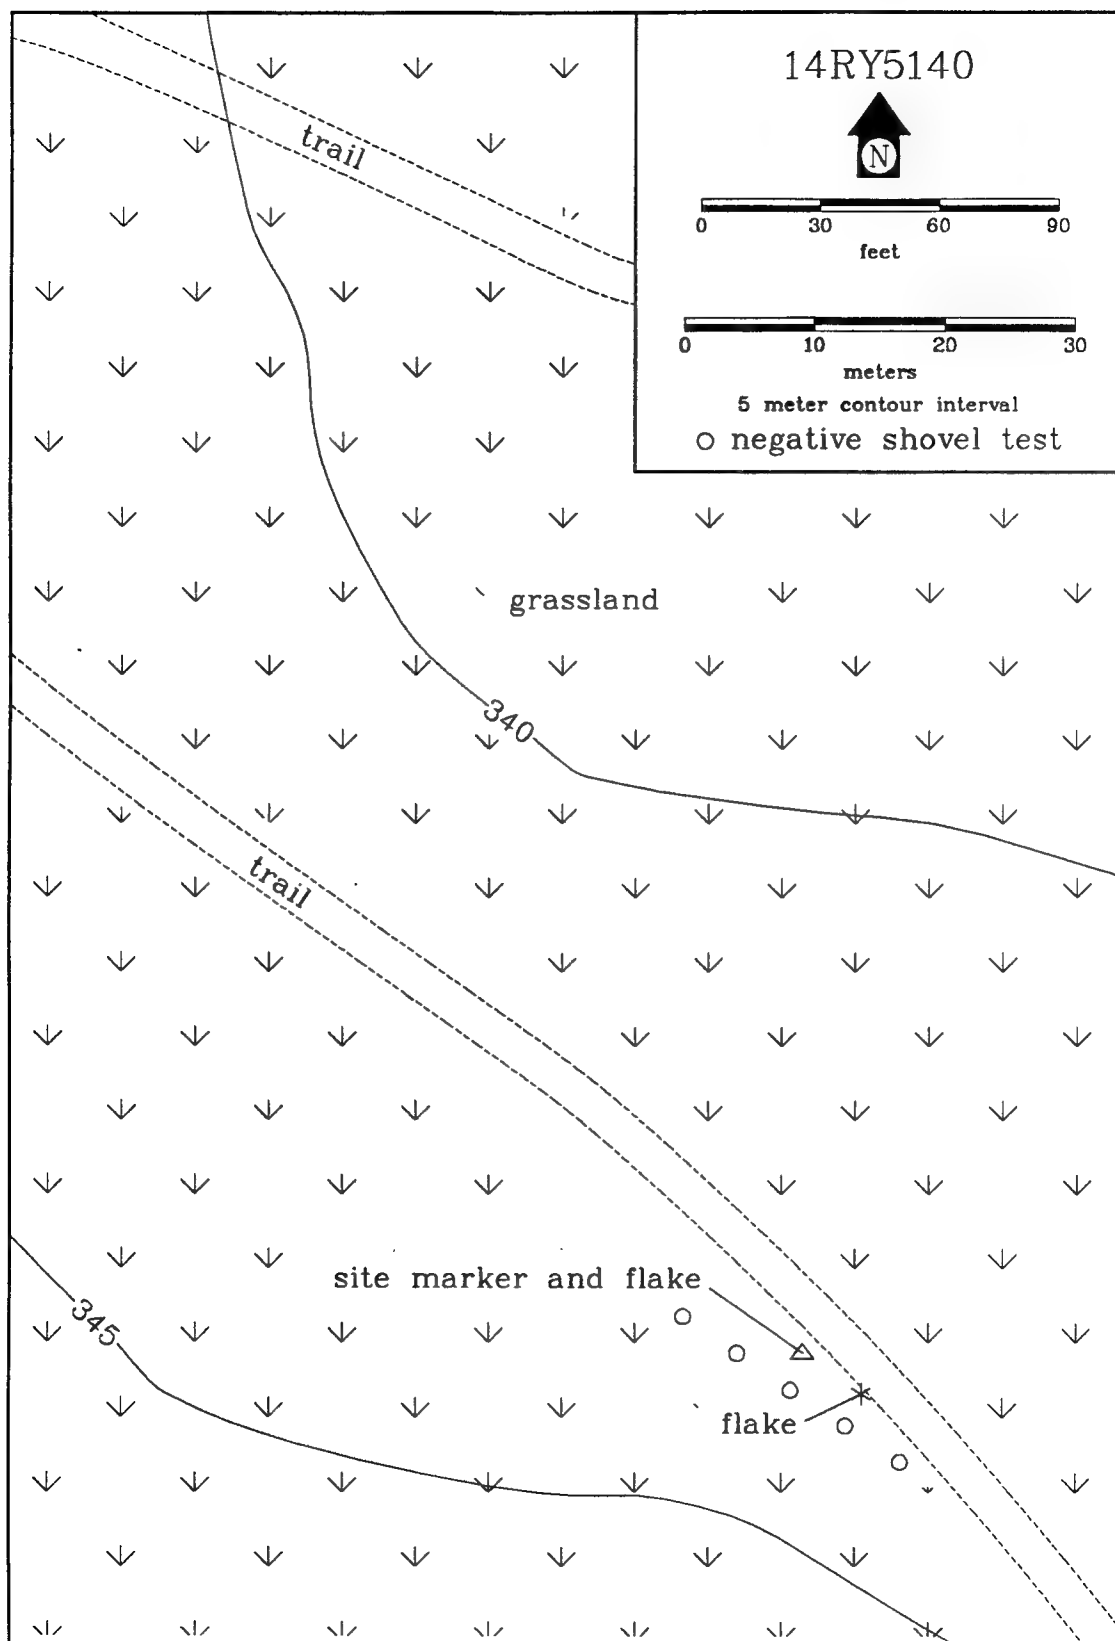 14RY5140
N
0 30 60 90
feet
0 10 20 30
meters
5 meter contour interval
negative shovel test
trail
grassland
340
trail
site marker and flake
345
flake